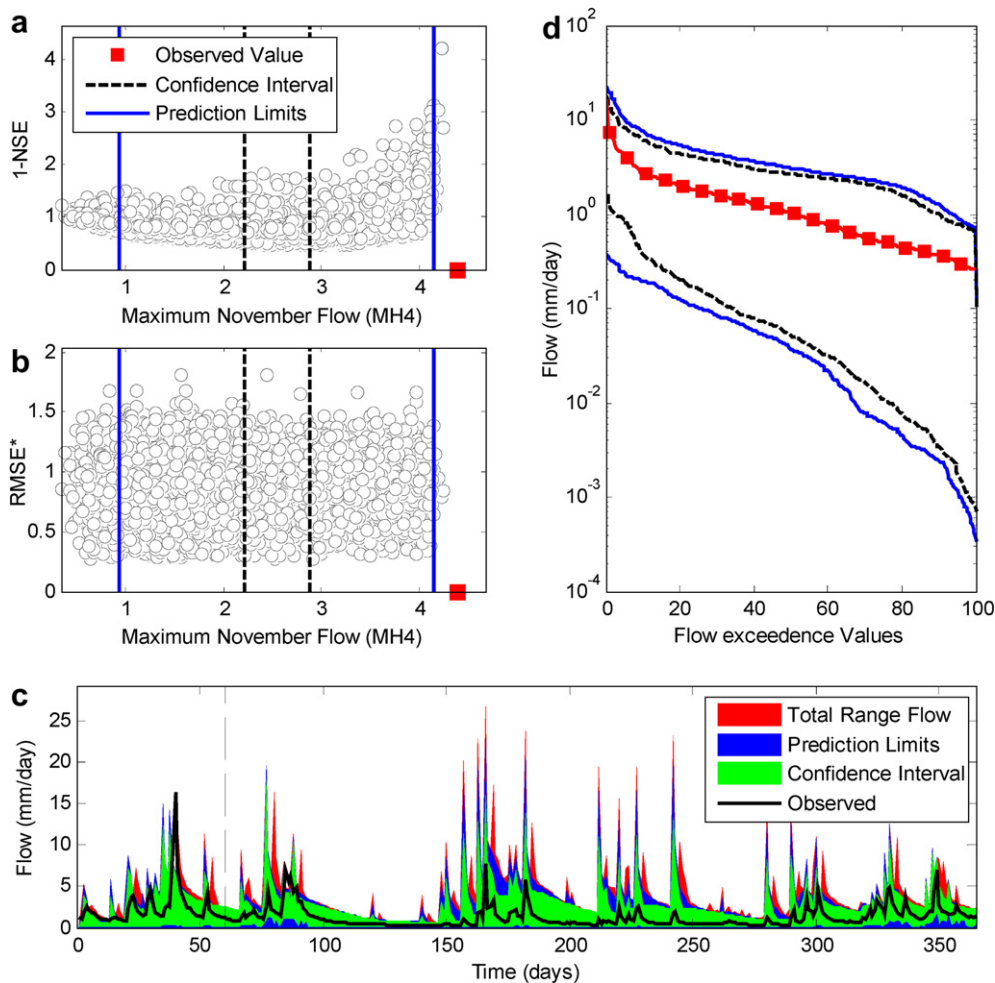 a
4
3
2
1
0
1-NSE
Observed Value
Confidence Interval
Prediction Limits
1 2 3 4
Maximum November Flow (MH4)
b
2
1.5
1
0.5
0
RMSE*
1 2 3 4
Maximum November Flow (MH4)
d
10^2
10^1
10^0
10^-1
10^-2
10^-3
10^-4
Flow (mm/day)
0 20 40 60 80 100
Flow exceedence Values
c
25
20
15
10
5
0
Flow (mm/day)
Total Range Flow
Prediction Limits
Confidence Interval
Observed
0 50 100 150 200 250 300 350
Time (days)